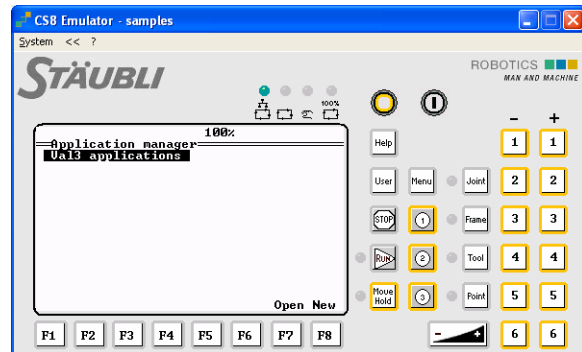 CS8 Emulator - samples
System << ?
STÄUBLI
ROBOTICS
MAN AND MACHINE
100%
- +
100%
Application manager
Val3 applications
Open New
Help
User Menu Joint
STOP 1 Frame
RUN 2 Tool
Move Hold 3 Point
1 1
2 2
3 3
4 4
5 5
6 6
- +
F1 F2 F3 F4 F5 F6 F7 F8